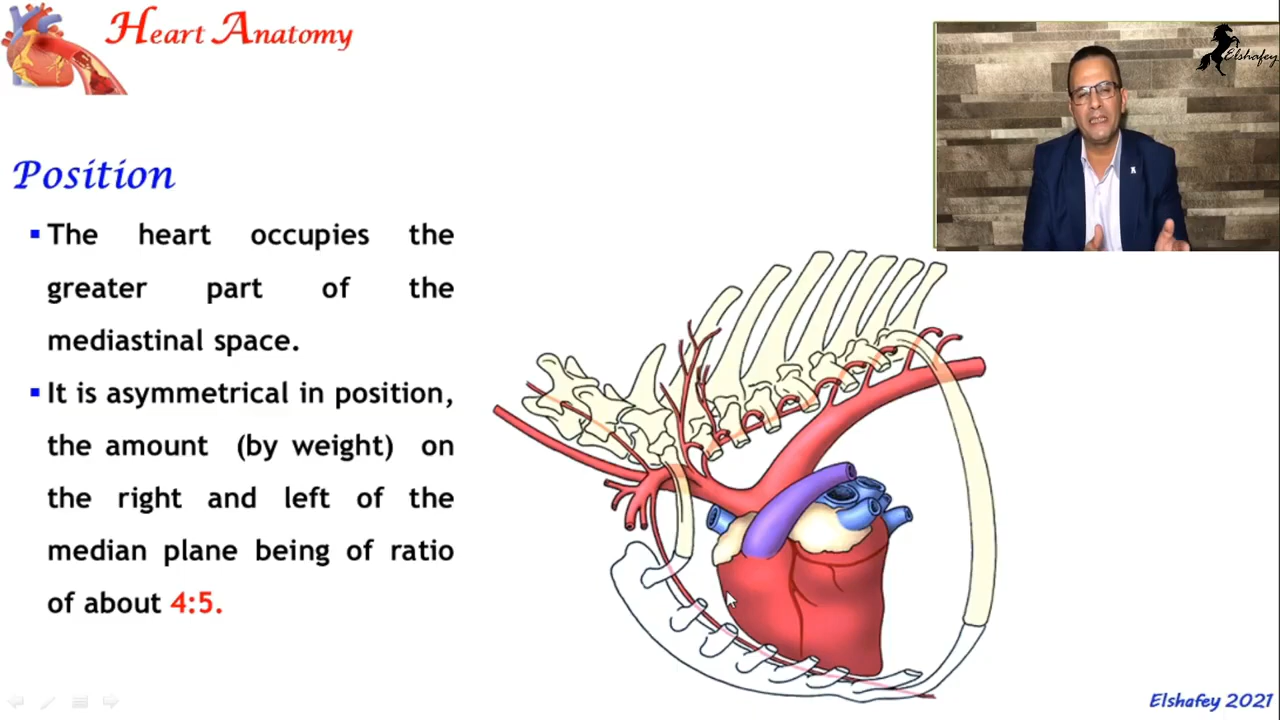 Heart Anatomy
Elshafey
Position
▪ The heart occupies the
greater part of the
mediastinal space.
▪ It is asymmetrical in position,
the amount (by weight) on
the right and left of the
median plane being of ratio
of about 4:5.
Elshafey 2021